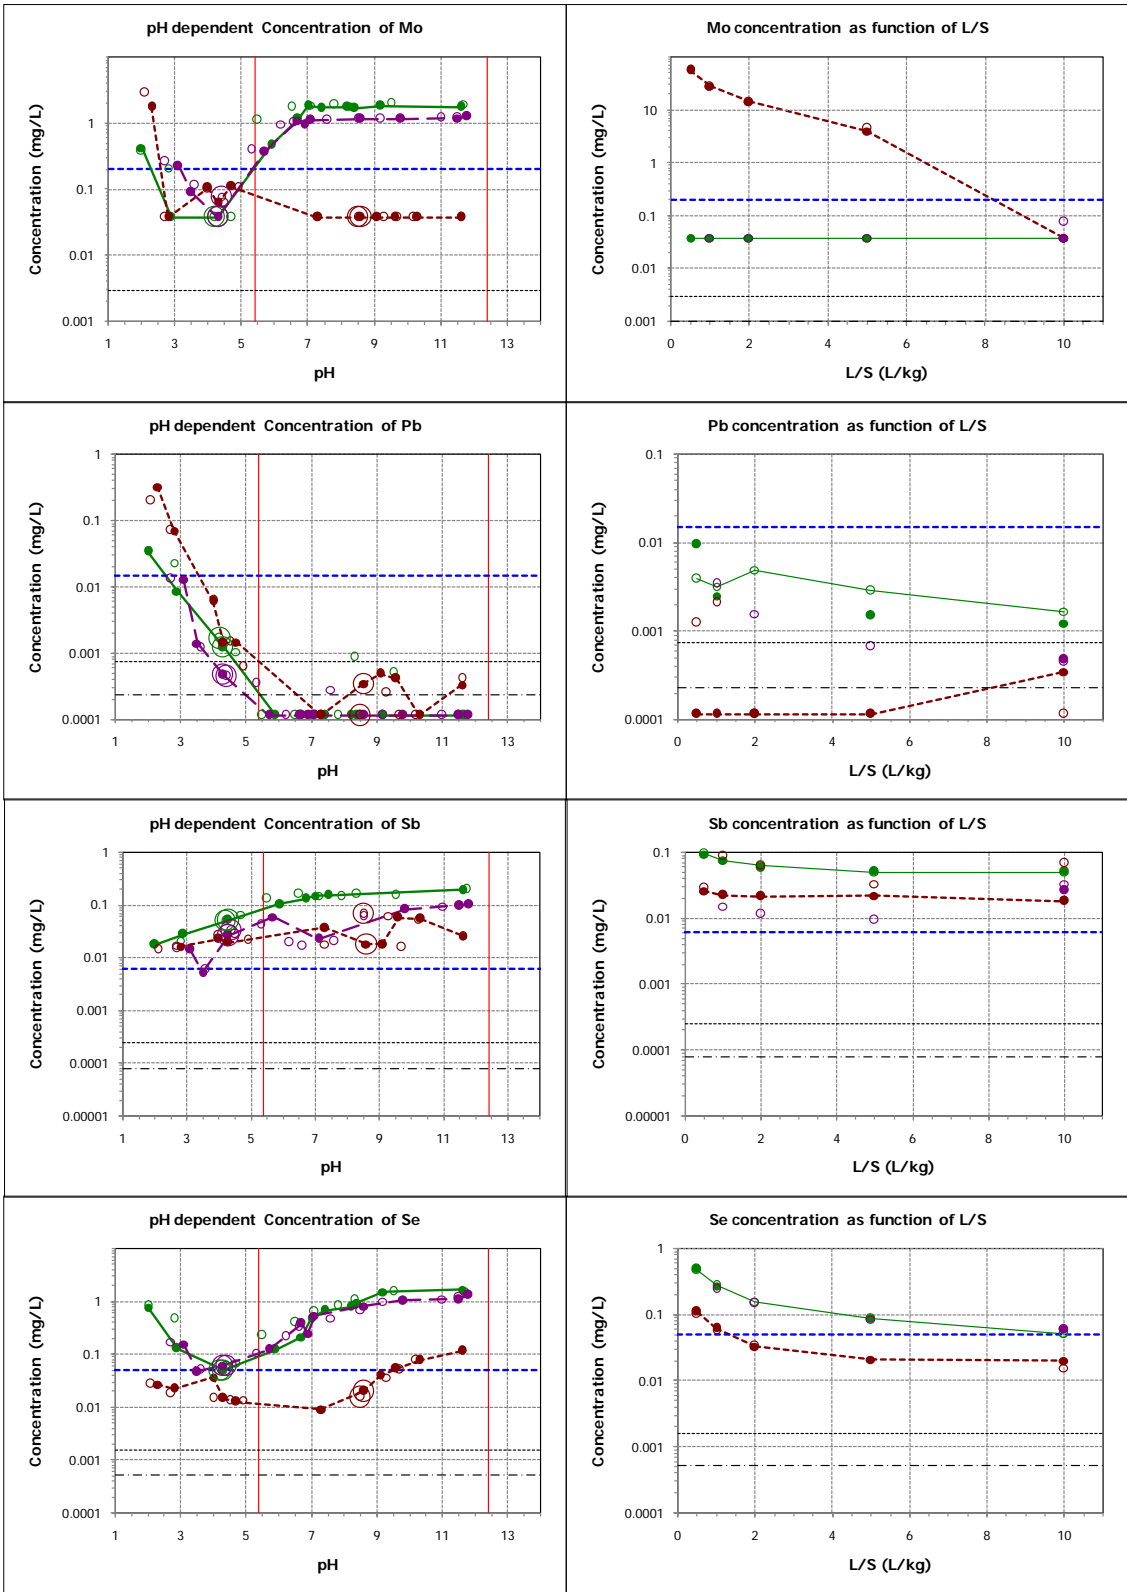 pH dependent Concentration of Mo
Concentration (mg/L)
1
0.1
0.01
0.001
1 3 5 7 9 11 13
pH
Mo concentration as function of L/S
Concentration (mg/L)
10
1
0.1
0.01
0.001
0 2 4 6 8 10
L/S (L/kg)
pH dependent Concentration of Pb
Concentration (mg/L)
1
0.1
0.01
0.001
0.0001
1 3 5 7 9 11 13
pH
Pb concentration as function of L/S
Concentration (mg/L)
0.1
0.01
0.001
0.0001
0 2 4 6 8 10
L/S (L/kg)
pH dependent Concentration of Sb
Concentration (mg/L)
1
0.1
0.01
0.001
0.0001
0.00001
1 3 5 7 9 11 13
pH
Sb concentration as function of L/S
Concentration (mg/L)
0.1
0.01
0.001
0.0001
0.00001
0 2 4 6 8 10
L/S (L/kg)
pH dependent Concentration of Se
Concentration (mg/L)
1
0.1
0.01
0.001
0.0001
1 3 5 7 9 11 13
pH
Se concentration as function of L/S
Concentration (mg/L)
1
0.1
0.01
0.001
0.0001
0 2 4 6 8 10
L/S (L/kg)